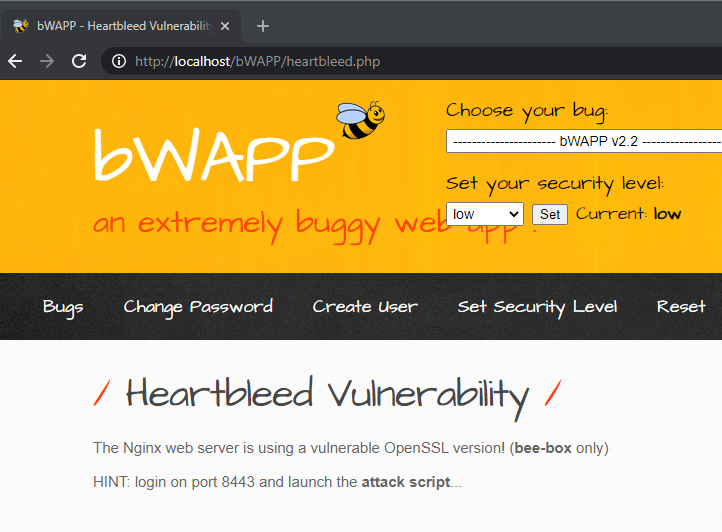 bWAPP - Heartbleed Vulnerability
http://localhost/bWAPP/heartbleed.php
bWAPP
an extremely buggy web app !
Choose your bug:
--------------------- bWAPP v2.2 ----------------
Set your security level:
low Set Current: low
Bugs Change Password Create User Set Security Level Reset
/ Heartbleed Vulnerability /
The Nginx web server is using a vulnerable OpenSSL version! (bee-box only)
HINT: login on port 8443 and launch the attack script...